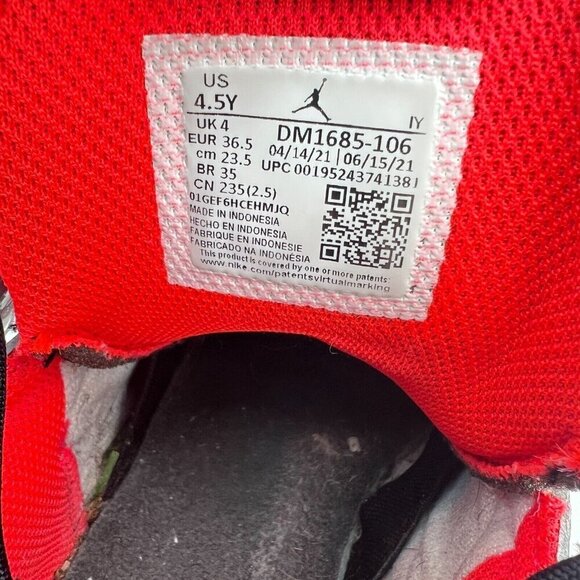 US
4.5Y
IY
UK 4
EUR 36.5
cm 23.5
BR 35
CN 235(2.5)
DM1685-106
04/14/21 | 06/15/21
UPC 00195243741381
01GEF6HCEHMJQ
MADE IN INDONESIA
HECHO EN INDONESIA
FABRIQUE EN INDONESIE
FABRICADO NA INDONÉSIA
This product is covered by one or more patents:
www.nike.com/patentsvirtualmarking